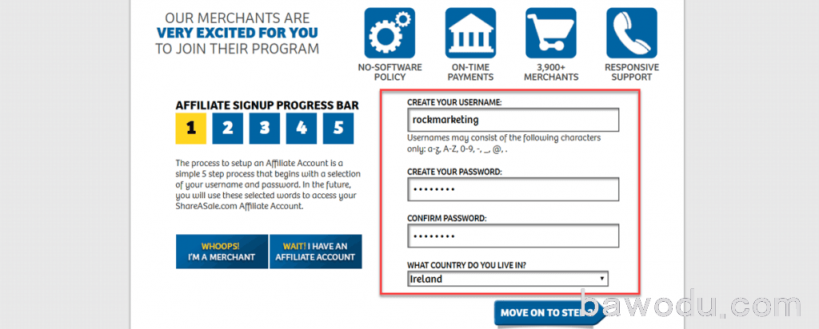 OUR MERCHANTS ARE
VERY EXCITED FOR YOU
TO JOIN THEIR PROGRAM
NO-SOFTWARE
POLICY
ON-TIME
PAYMENTS
3,900+
MERCHANTS
RESPONSIVE
SUPPORT
AFFILIATE SIGNUP PROGRESS BAR
1 2 3 4 5
The process to setup an Affiliate Account is a
simple 5 step process that begins with a selection
of your username and password. In the future,
you will use these selected words to access your
ShareASale.com Affiliate Account.
WHOOPS!
I'M A MERCHANT
WAIT! I HAVE AN
AFFILIATE ACCOUNT
CREATE YOUR USERNAME:
rockmarketing
Usernames may consist of the following characters
only: a-z, A-Z, 0-9, -, _, @, .
CREATE YOUR PASSWORD:
••••••••
CONFIRM PASSWORD:
••••••••
WHAT COUNTRY DO YOU LIVE IN?
Ireland
MOVE ON TO STEP
bawodu.com